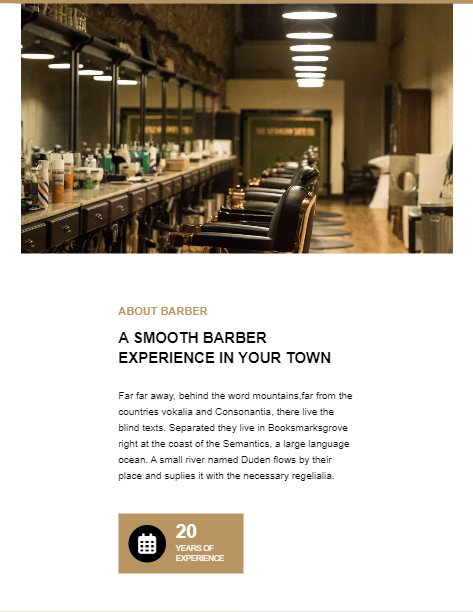 ABOUT BARBER
A SMOOTH BARBER
EXPERIENCE IN YOUR TOWN
Far far away, behind the word mountains,far from the
countries vokalia and Consonantia, there live the
blind texts. Separated they live in Booksmarksgrove
right at the coast of the Semantics, a large language
ocean. A small river named Duden flows by their
place and suplies it with the necessary regelialia.
20
YEARS OF
EXPERIENCE